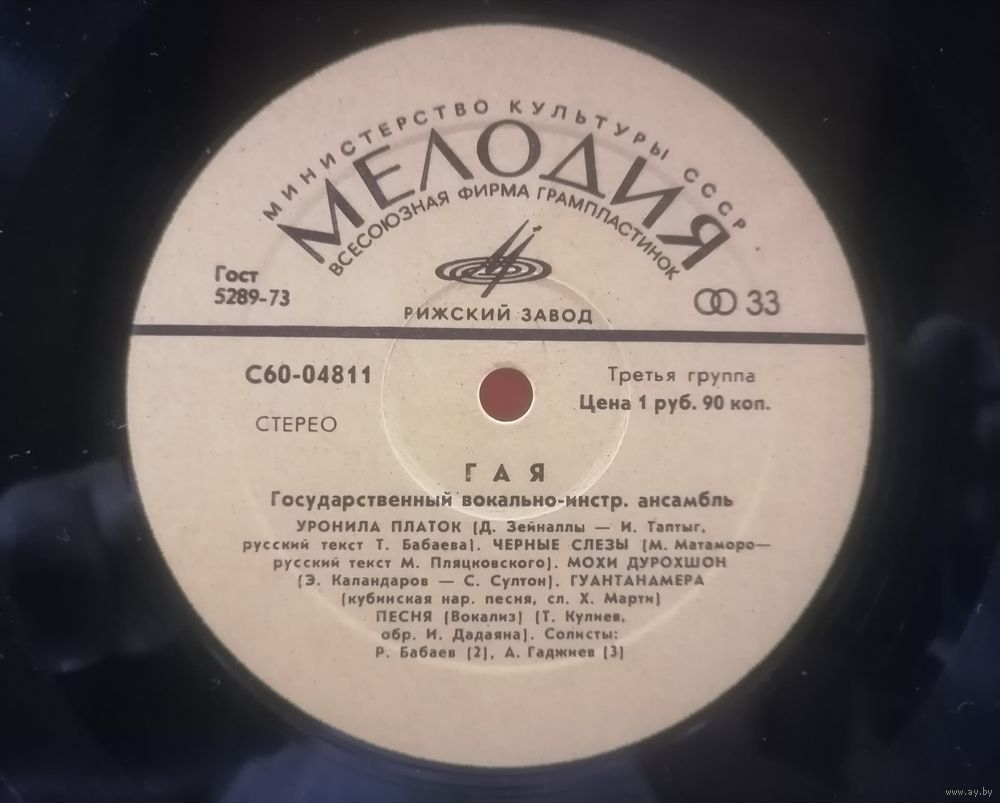 МИНИСТЕРСТВО КУЛЬТУРЫ СССР
МЕЛОДИЯ
ВСЕСОЮЗНАЯ ФИРМА ГРАМПЛАСТИНОК
Гост
5289-73
33
РИЖСКИЙ ЗАВОД
С60-04811
Третья группа
Цена 1 руб. 90 коп.
СТЕРЕО
ГАЯ
Государственный вокально-инстр. ансамбль
УРОНИЛА ПЛАТОК (Д. Зейналлы — И. Таптыг,
русский текст Т. Бабаева). ЧЕРНЫЕ СЛЕЗЫ (М. Матаморо—
русский текст М. Пляцковского). МОХИ ДУРОХШОН
(Э. Каландаров — С. Султон). ГУАНТАНАМЕРА
(кубинская нар. песня, сл. Х. Марти)
ПЕСНЯ (Вокализ) (Т. Кулиев,
обр. И. Дадаяна). Солисты:
Р. Бабаев (2), А. Гаджиев (3)
www.ay.by